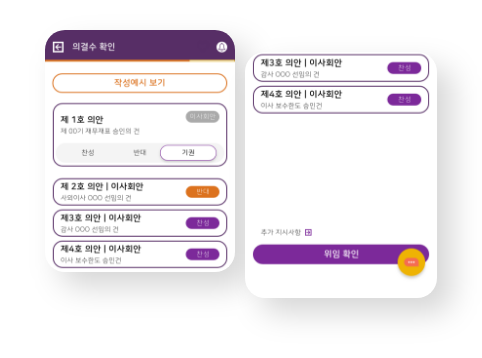 의결수 확인
작성예시 보기
제 1호 의안
이사회안
제 00기 재무제표 승인의 건
찬성 반대 기권
제 2호 의안 | 이사회안
반대
사외이사 OOO 선임의 건
제3호 의안 | 이사회안
찬성
감사 OOO 선임의 건
제4호 의안 | 이사회안
찬성
이사 보수한도 승인건
제3호 의안 | 이사회안
찬성
감사 OOO 선임의 건
제4호 의안 | 이사회안
찬성
이사 보수한도 승인건
추가 지시사항
위임 확인